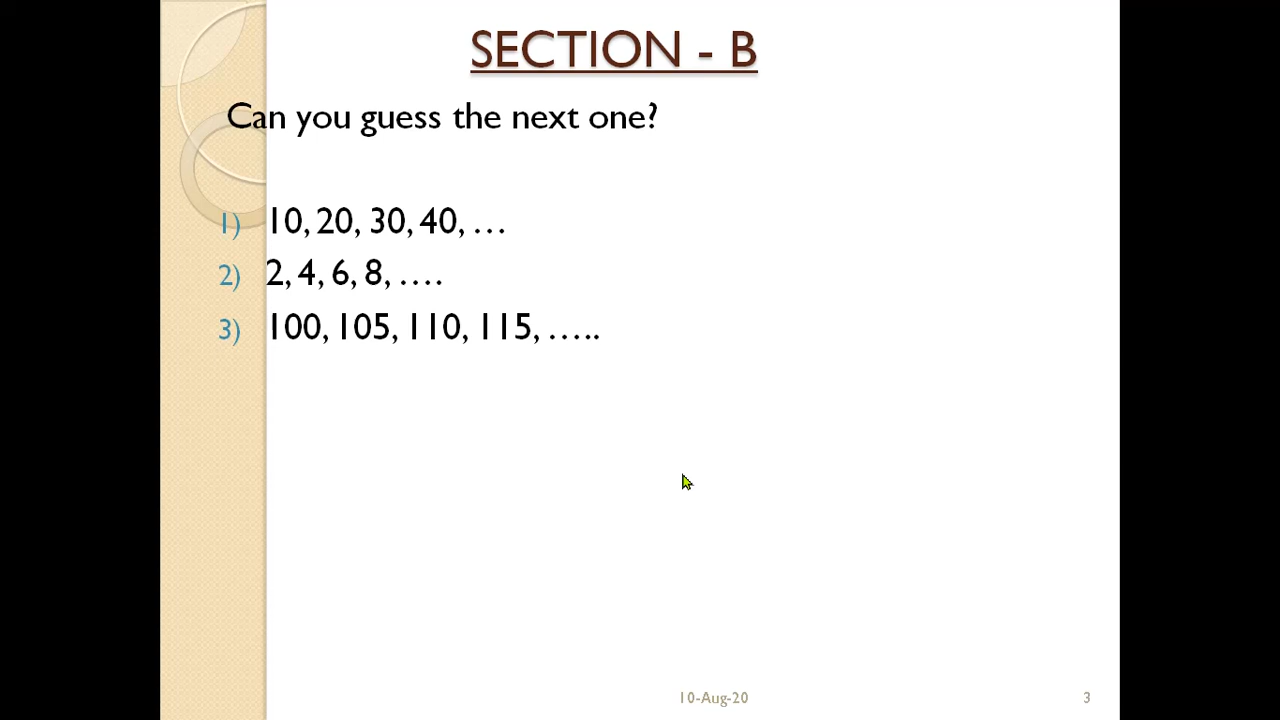 SECTION - B
Can you guess the next one?
1) 10, 20, 30, 40, ...
2) 2, 4, 6, 8, ....
3) 100, 105, 110, 115, .....
10-Aug-20 3